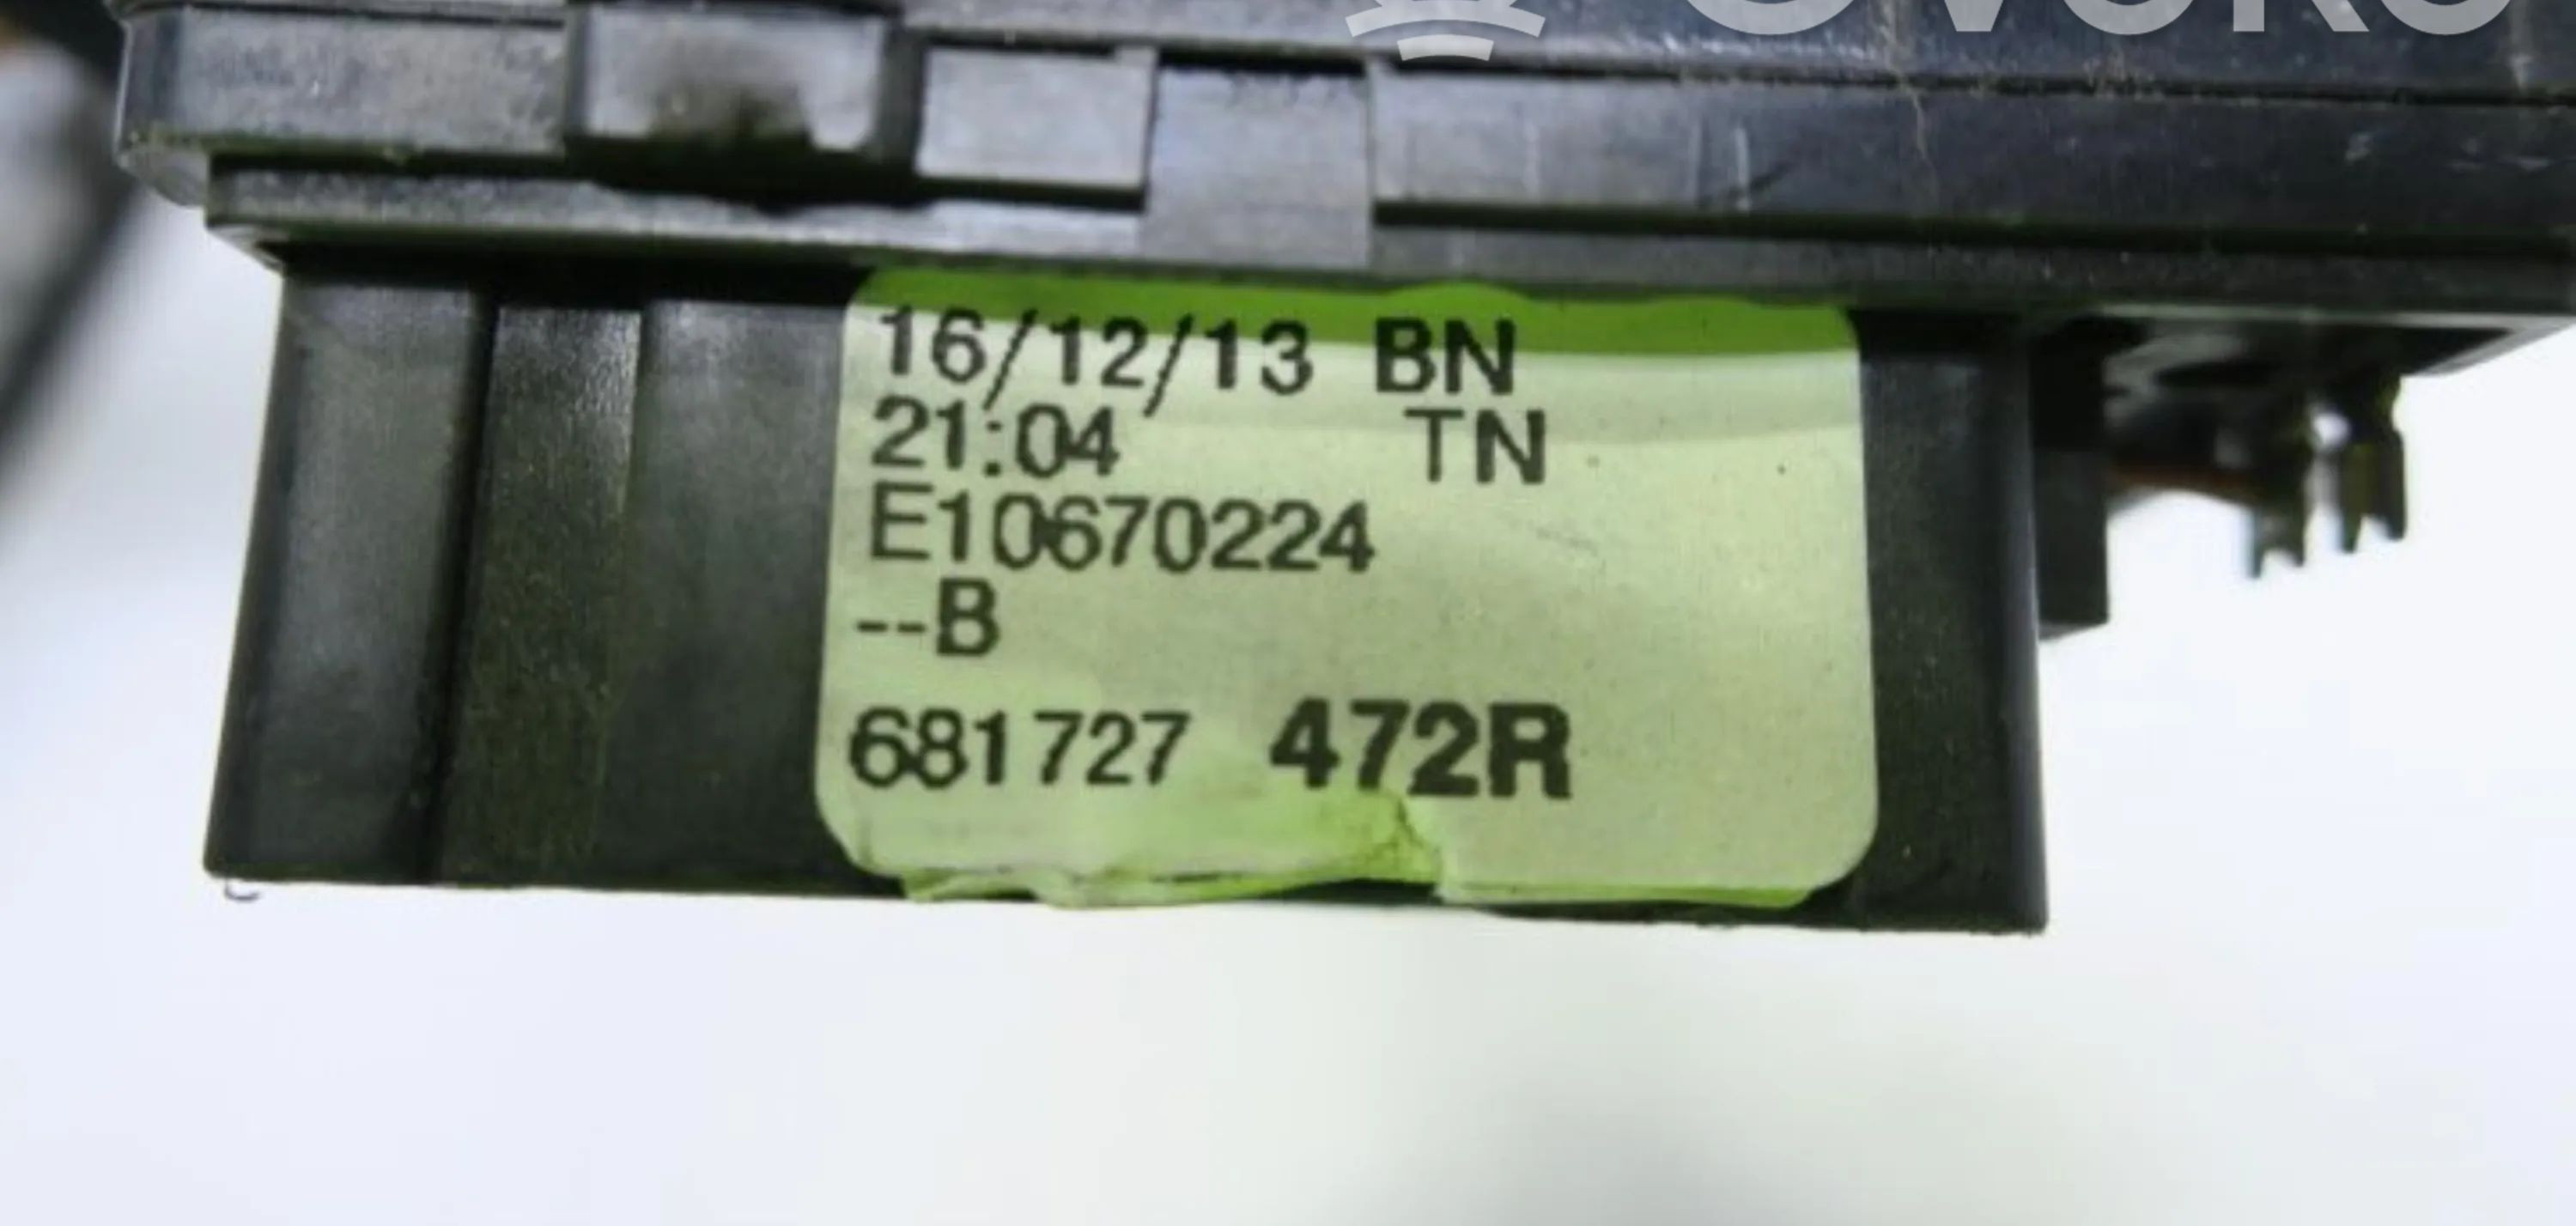 16/12/13 BN
21:04 TN
E10670224
--B
681727 472R